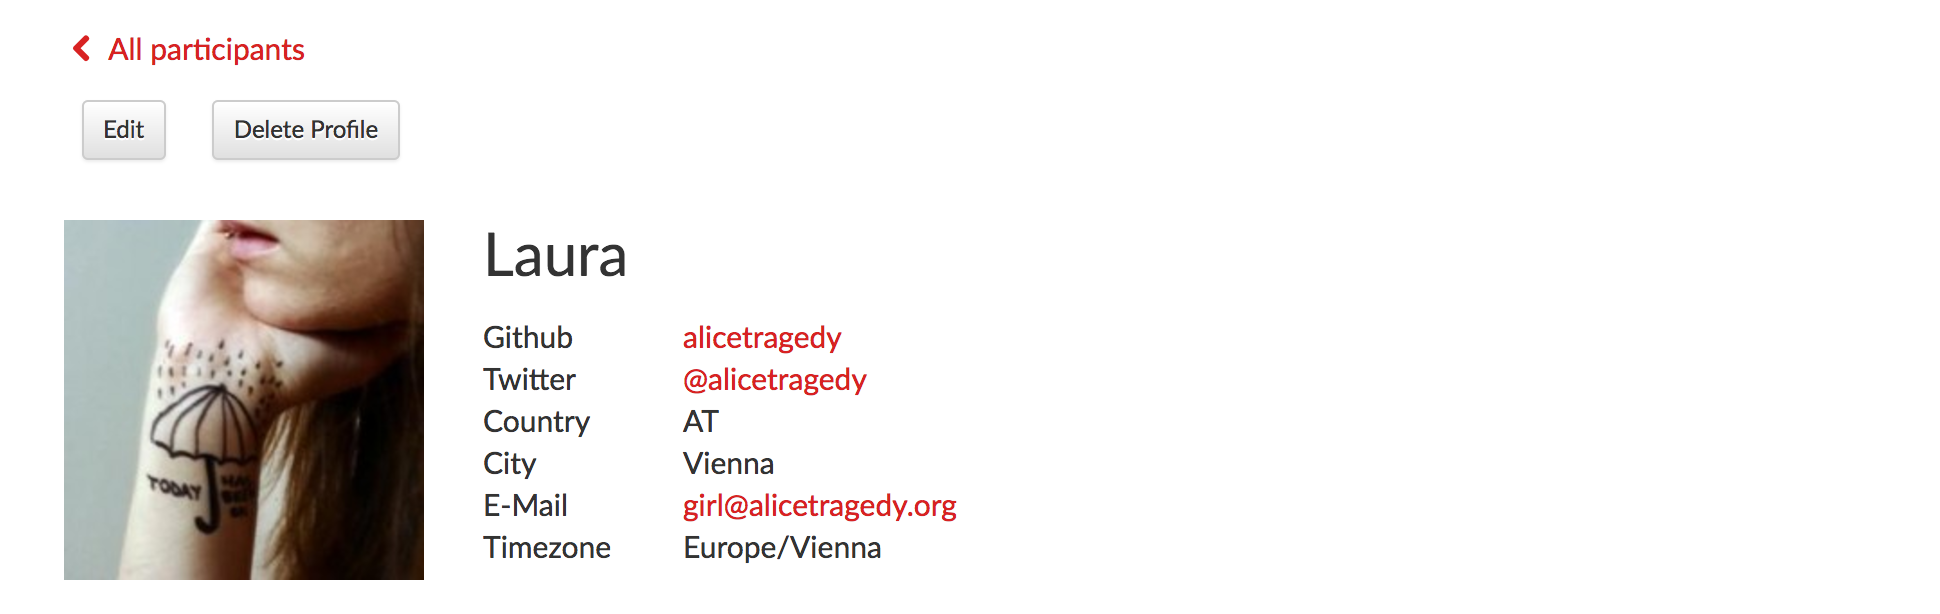 All participants
Edit Delete Profile
Laura
Github alicetragedy
Twitter @alicetragedy
Country AT
City Vienna
E-Mail girl@alicetragedy.org
Timezone Europe/Vienna
TODAY